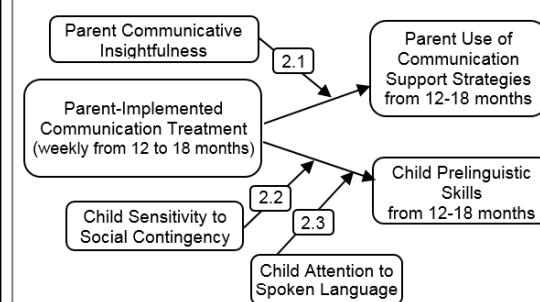 Parent Communicative
Insightfulness
2.1
Parent Use of
Communication
Support Strategies
from 12-18 months
Parent-Implemented
Communication Treatment
(weekly from 12 to 18 months)
Child Prelinguistic
Skills
from 12-18 months
2.2
Child Sensitivity to
Social Contingency
2.3
Child Attention to
Spoken Language